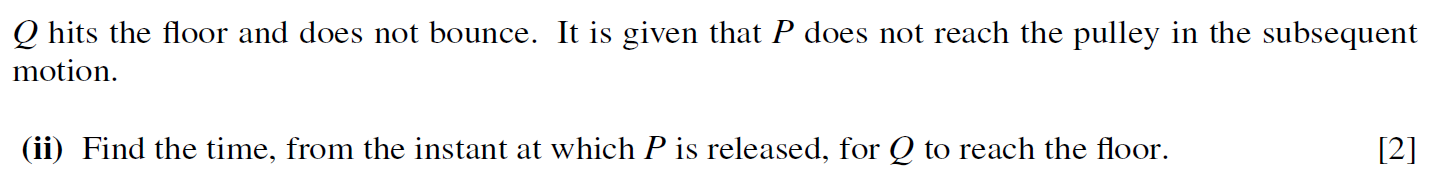 Q hits the floor and does not bounce. It is given that P does not reach the pulley in the subsequent
motion.
(ii) Find the time, from the instant at which P is released, for Q to reach the floor. [2]